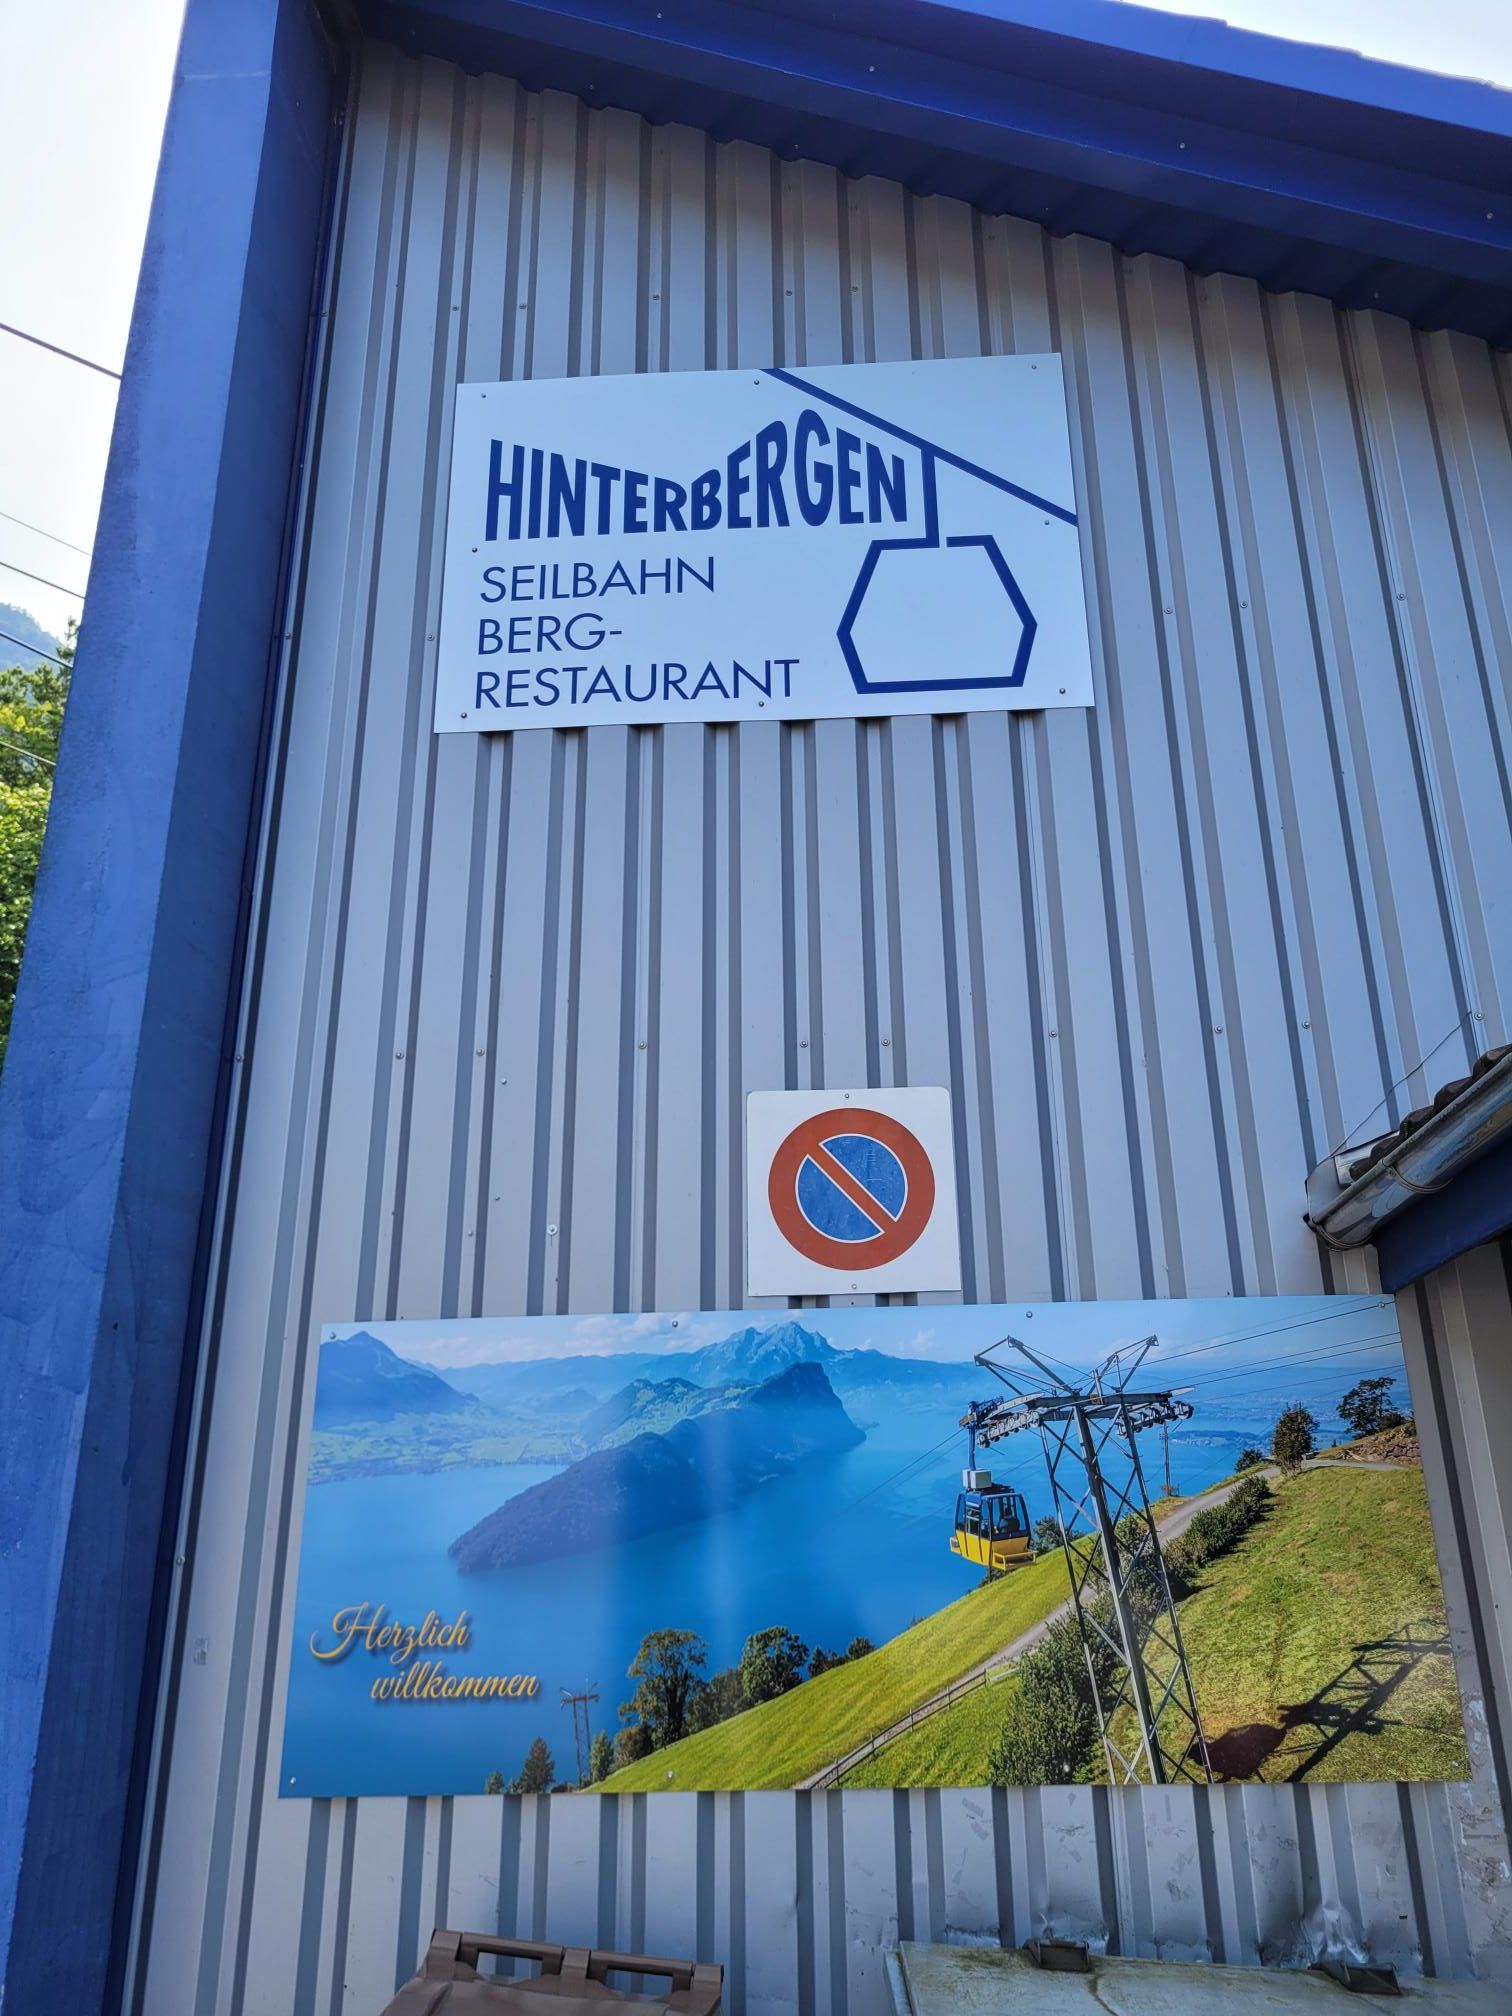 HINTERBERGEN
SEILBAHN
BERG-
RESTAURANT
Herzlich
willkommen